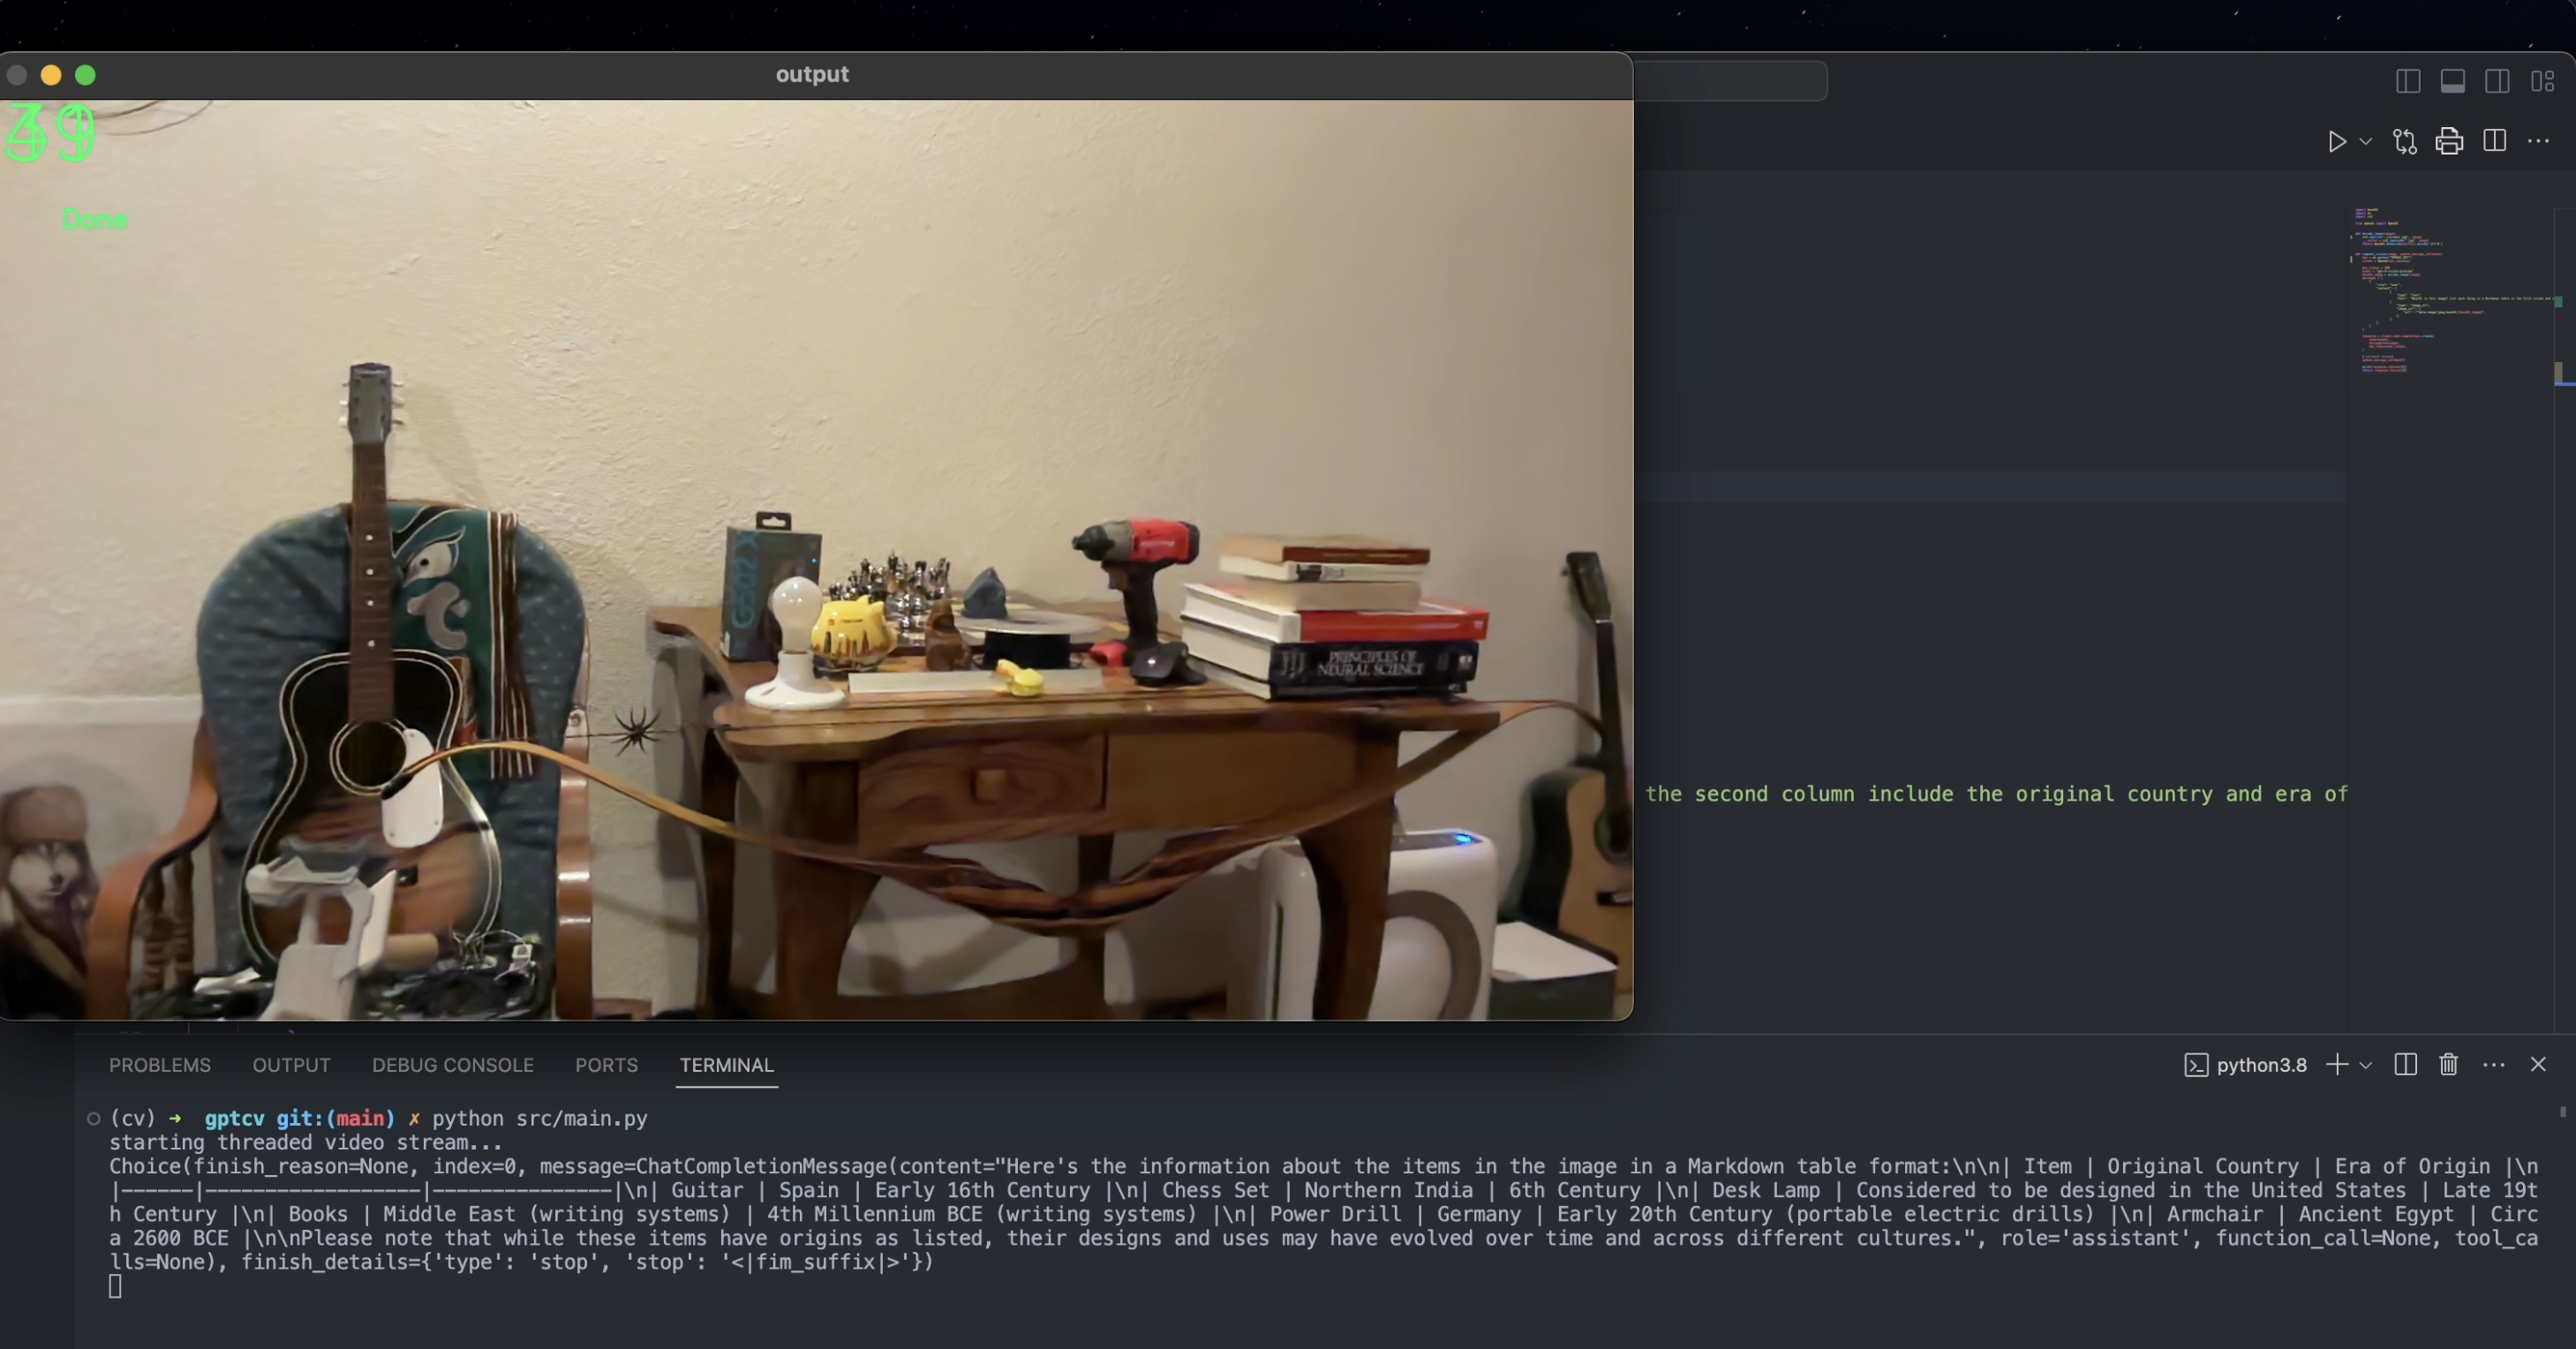 output
Done
G502 X
PRINCIPLES OF
NEURAL SCIENCE
the second column include the original country and era of
PROBLEMS OUTPUT DEBUG CONSOLE PORTS TERMINAL
python3.8
(cv) ➜ gptcv git:(main) ✗ python src/main.py
starting threaded video stream...
Choice(finish_reason=None, index=0, message=ChatCompletionMessage(content="Here's the information about the items in the image in a Markdown table format:\n\n| Item | Original Country | Era of Origin |\n
|------|------------------|---------------|\n| Guitar | Spain | Early 16th Century |\n| Chess Set | Northern India | 6th Century |\n| Desk Lamp | Considered to be designed in the United States | Late 19t
h Century |\n| Books | Middle East (writing systems) | 4th Millennium BCE (writing systems) |\n| Power Drill | Germany | Early 20th Century (portable electric drills) |\n| Armchair | Ancient Egypt | Circ
a 2600 BCE |\n\nPlease note that while these items have origins as listed, their designs and uses may have evolved over time and across different cultures.", role='assistant', function_call=None, tool_ca
lls=None), finish_details={'type': 'stop', 'stop': '<|fim_suffix|>'})